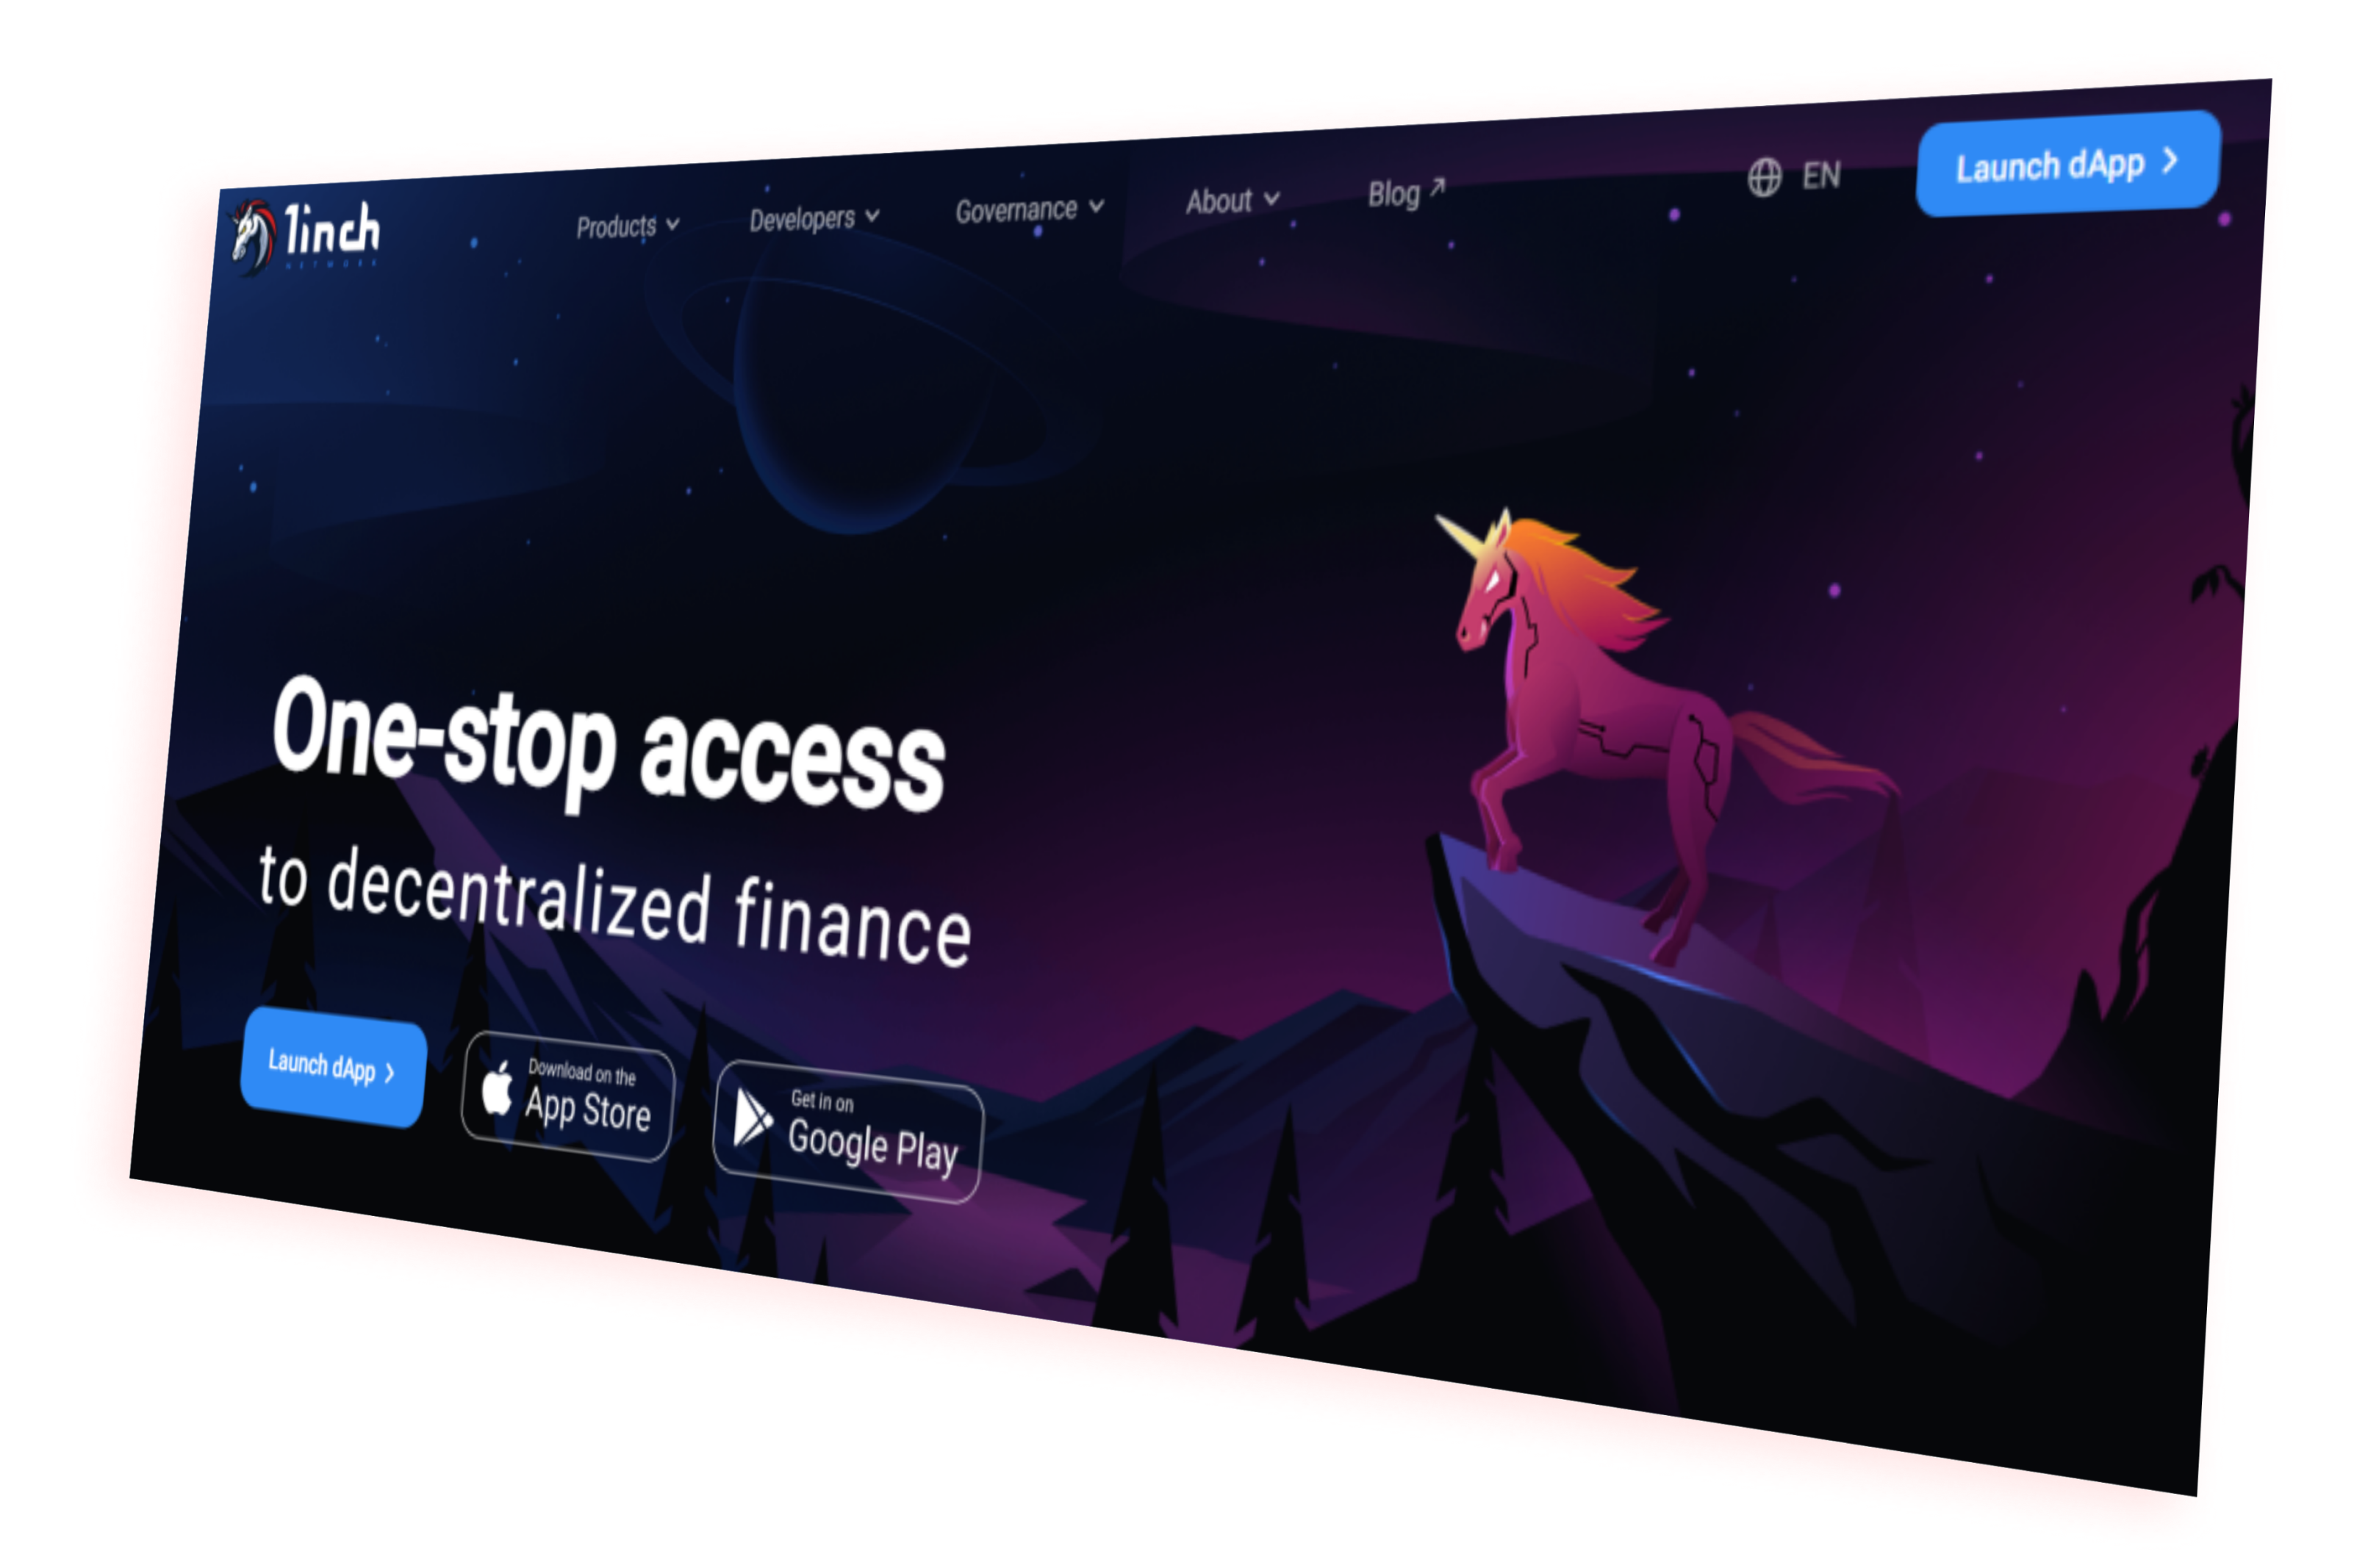 1inch
NETWORK
Products
Developers
Governance
About
Blog
EN
Launch dApp
One-stop access
to decentralized finance
Launch dApp
Download on the
App Store
Get in on
Google Play